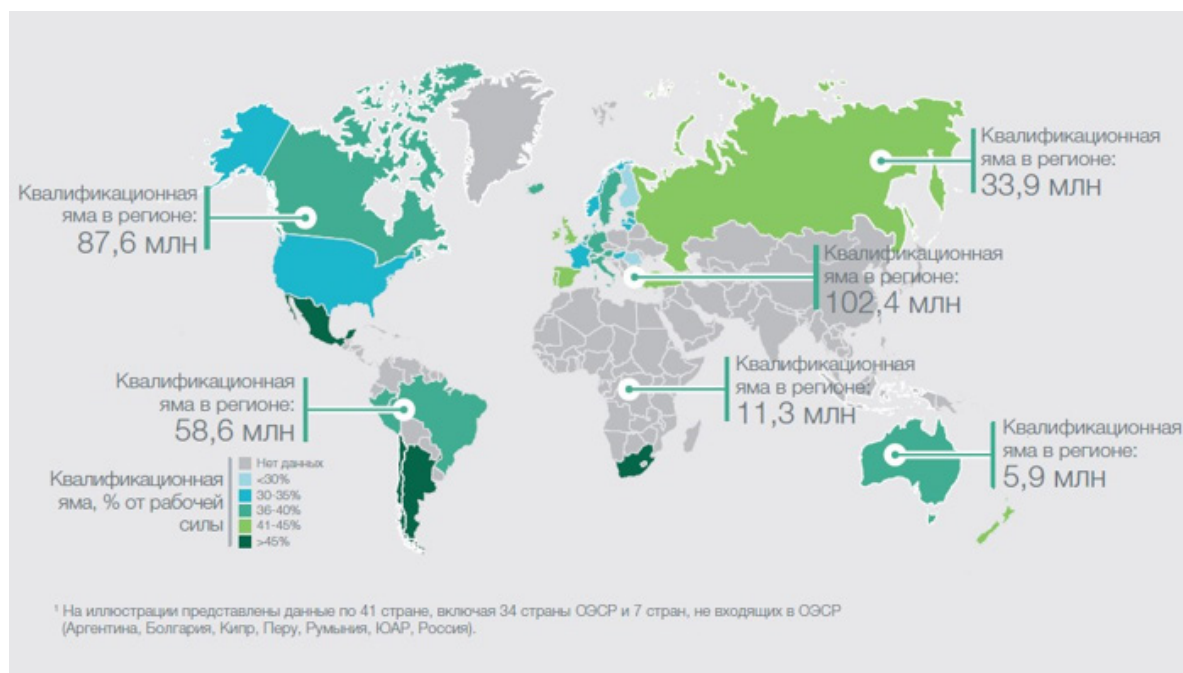 Квалификационная
яма в регионе:
33,9 млн
Квалификационная
яма в регионе:
87,6 млн
Квалификационная
яма в регионе:
102,4 млн
Квалификационная
яма в регионе:
11,3 млн
Квалификационная
яма в регионе:
58,6 млн
Квалификационная
яма в регионе:
5,9 млн
Квалификационная
яма, % от рабочей
силы
Нет данных
<30%
30-35%
36-40%
41-45%
>45%
¹ На иллюстрации представлены данные по 41 стране, включая 34 страны ОЭСР и 7 стран, не входящих в ОЭСР
(Аргентина, Болгария, Кипр, Перу, Румыния, ЮАР, Россия).